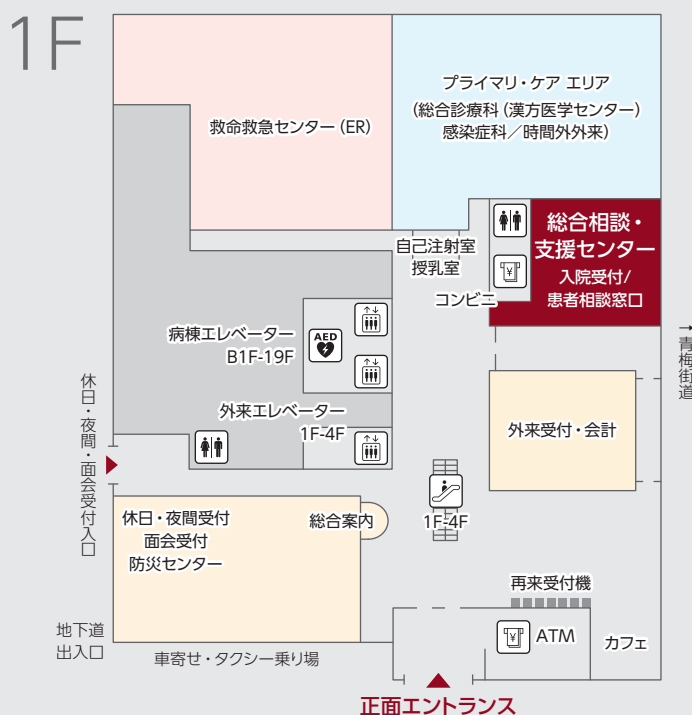 1F
救命救急センター(ER)
プライマリ・ケア エリア
(総合診療科(漢方医学センター)
感染症科／時間外外来)
総合相談・
支援センター
入院受付/
患者相談窓口
自己注射室
授乳室
コンビニ
病棟エレベーター
B1F-19F
AED
外来エレベーター
1F-4F
→青梅街道
外来受付・会計
休日・夜間・面会受付入口
休日・夜間受付
面会受付
防災センター
総合案内
1F-4F
再来受付機
ATM
カフェ
地下道
出入口
車寄せ・タクシー乗り場
正面エントランス